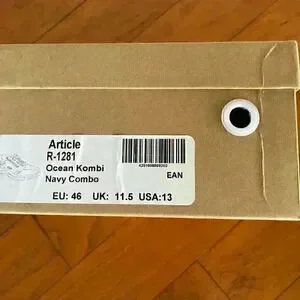 Article
R-1281
Ocean Kombi
Navy Combo
EAN
EU: 46 UK: 11.5 USA:13